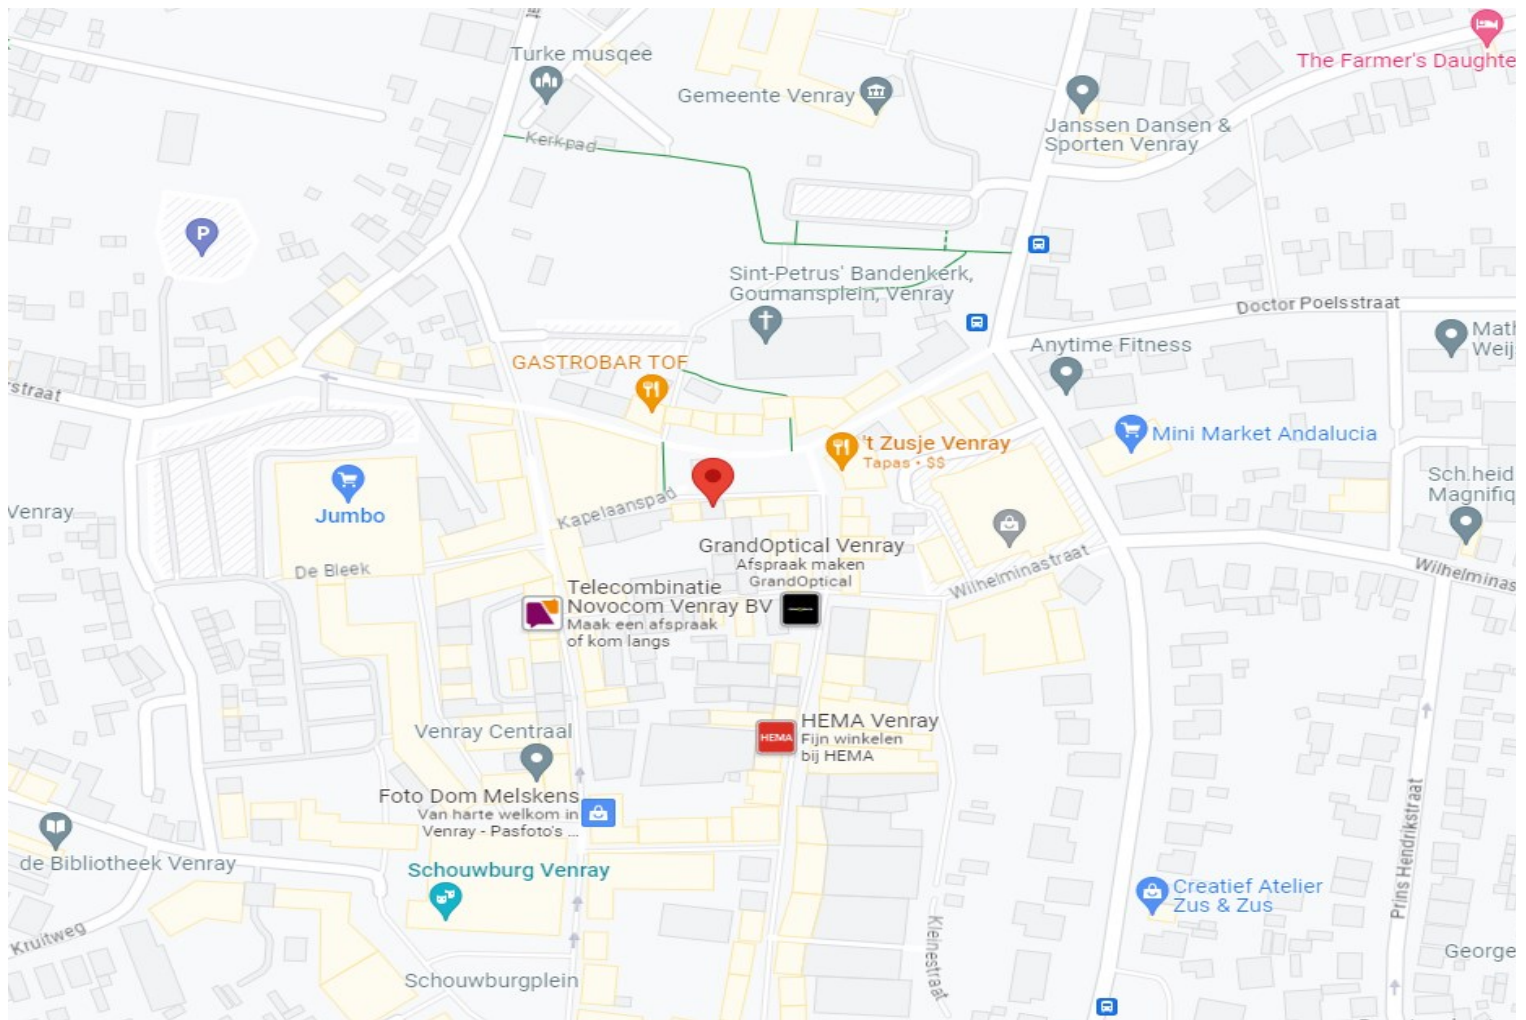 Turke musqee
Gemeente Venray
The Farmer's Daughte
Janssen Dansen &
Sporten Venray
Kerkpad
P
Sint-Petrus' Bandenkerk,
Goumansplein, Venray
Doctor Poelsstraat
Anytime Fitness
Math
Weij
GASTROBAR TOF
rstraat
't Zusje Venray
Tapas • $$
Mini Market Andalucia
Sch.heid
Magnifiq
Jumbo
Venray
Kapelaanspad
GrandOptical Venray
Afspraak maken
GrandOptical
De Bleek
Wilhelminastraat
Wilhelminas
Telecombinatie
Novocom Venray BV
Maak een afspraak
of kom langs
HEMA
HEMA Venray
Fijn winkelen
bij HEMA
Venray Centraal
Foto Dom Melskens
Van harte welkom in
Venray - Pasfoto's ...
de Bibliotheek Venray
Schouwburg Venray
Creatief Atelier
Zus & Zus
Prins Hendrikstraat
Kleinestraat
Kruitweg
George
Schouwburgplein